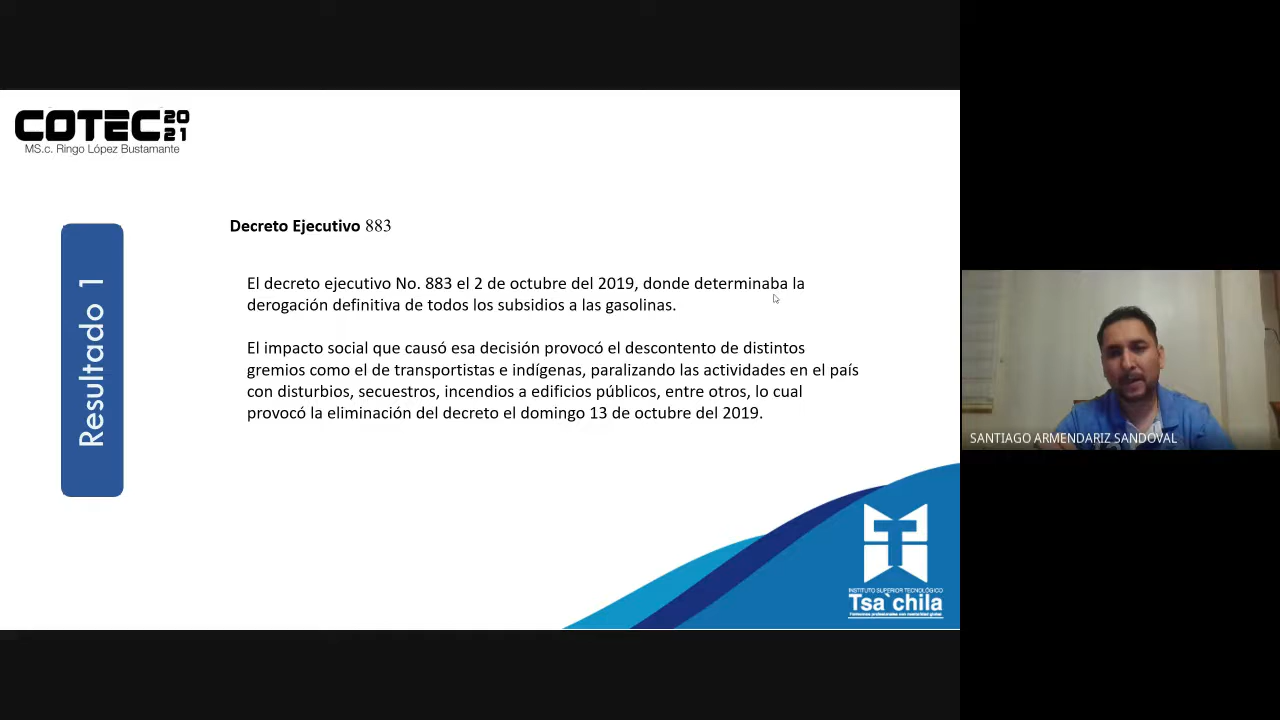 COTEC 20
21
MS.c. Ringo López Bustamante
Decreto Ejecutivo 883
Resultado 1
El decreto ejecutivo No. 883 el 2 de octubre del 2019, donde determinaba la
derogación definitiva de todos los subsidios a las gasolinas.
El impacto social que causó esa decisión provocó el descontento de distintos
gremios como el de transportistas e indígenas, paralizando las actividades en el país
con disturbios, secuestros, incendios a edificios públicos, entre otros, lo cual
provocó la eliminación del decreto el domingo 13 de octubre del 2019.
SANTIAGO ARMENDARIZ SANDOVAL
INSTITUTO SUPERIOR TECNOLÓGICO
Tsa`chila